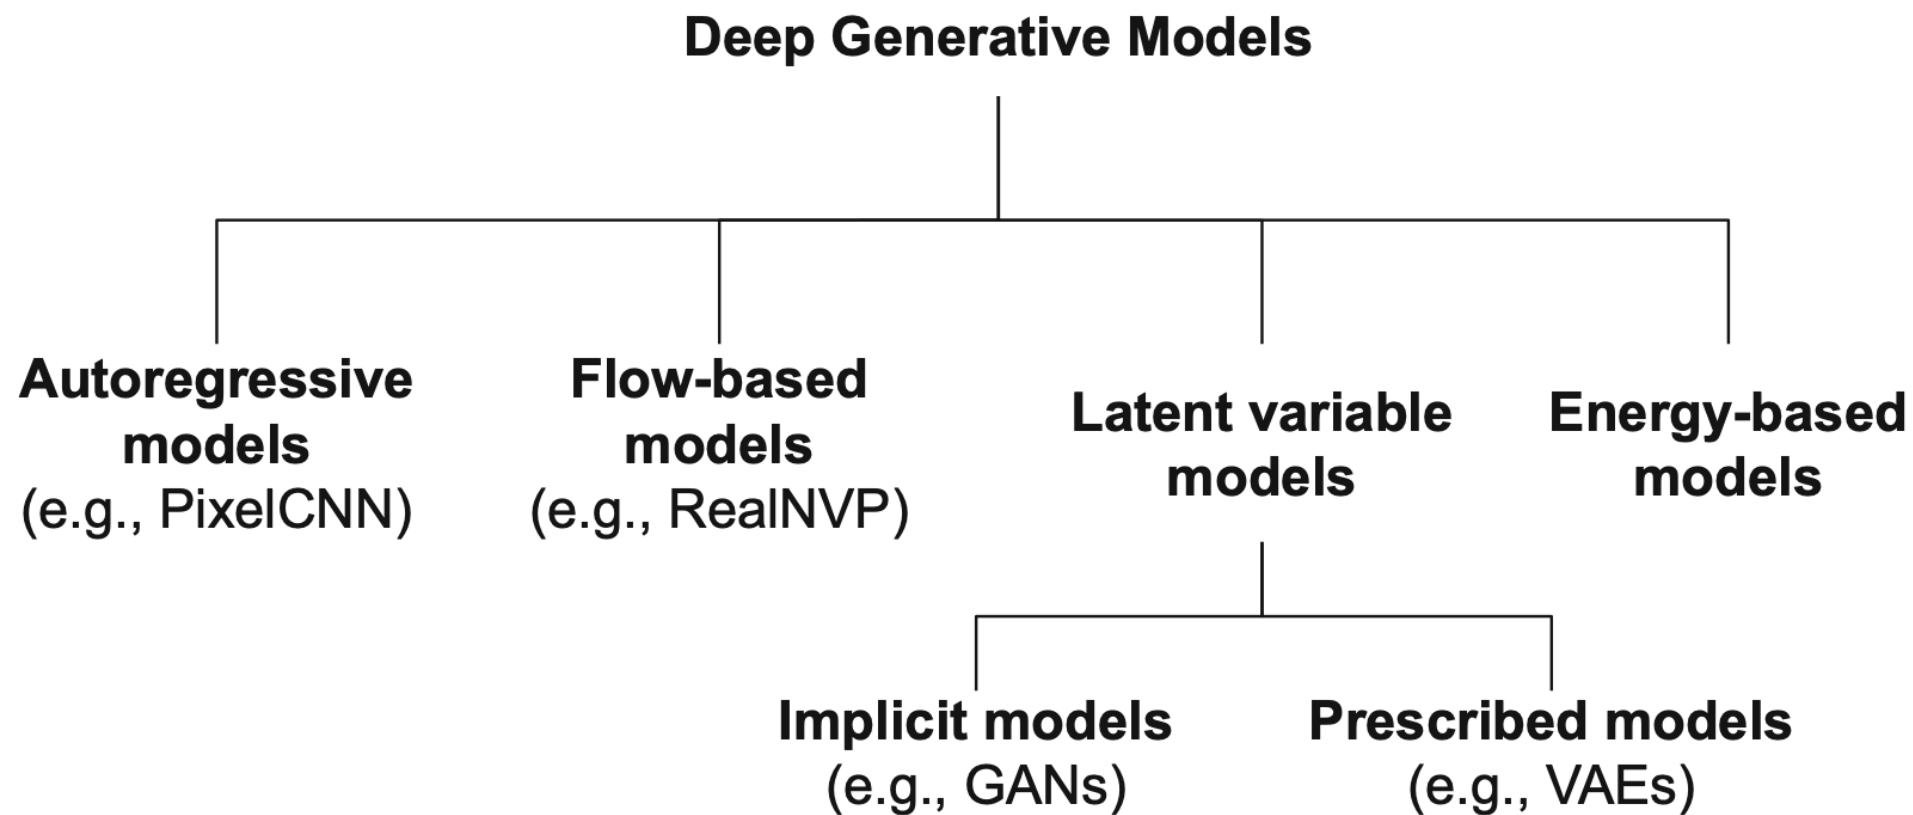 Deep Generative Models
Autoregressive
models
(e.g., PixelCNN)
Flow-based
models
(e.g., RealNVP)
Latent variable
models
Energy-based
models
Implicit models
(e.g., GANs)
Prescribed models
(e.g., VAEs)